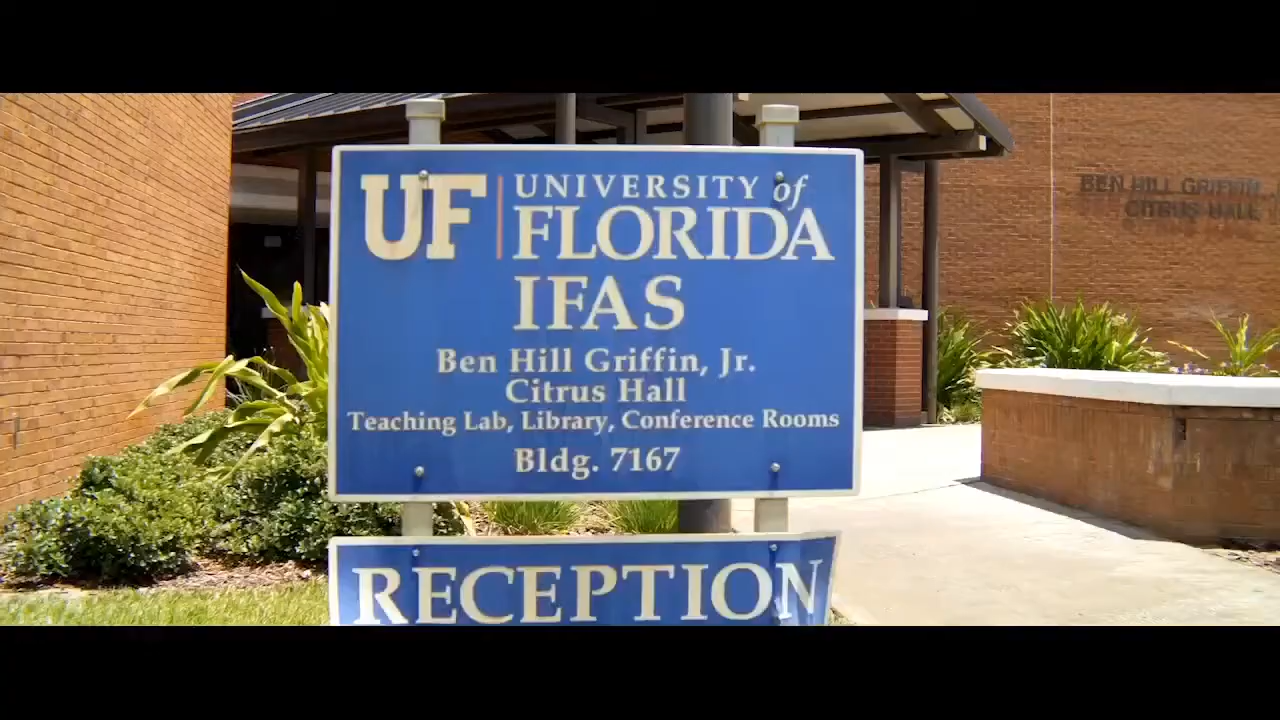 UF UNIVERSITY of
FLORIDA
IFAS
Ben Hill Griffin, Jr.
Citrus Hall
Teaching Lab, Library, Conference Rooms
Bldg. 7167
RECEPTION
BEN HILL GRIFFIN
CITRUS HALL